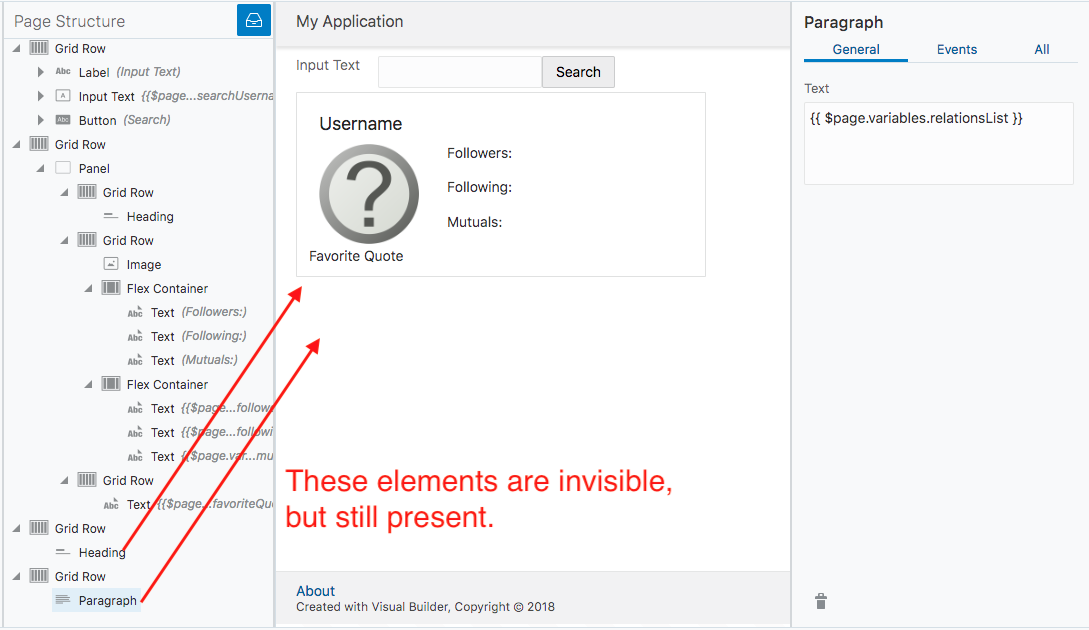 Page Structure
Grid Row
Abc Label (Input Text)
A Input Text {{$page...searchUserna
Abc Button (Search)
Grid Row
Panel
Grid Row
Heading
Grid Row
Image
Flex Container
Abc Text (Followers:)
Abc Text (Following:)
Abc Text (Mutuals:)
Flex Container
Abc Text {{$page...follow
Abc Text {{$page...followi
Abc Text {{$page.var...mu
Grid Row
Abc Text {{$page...favoriteQu
Grid Row
Heading
Grid Row
Paragraph
My Application
Input Text
Search
Username
?
Followers:
Following:
Mutuals:
Favorite Quote
These elements are invisible,
but still present.
About
Created with Visual Builder, Copyright © 2018
Paragraph
General Events All
Text
{{ $page.variables.relationsList }}